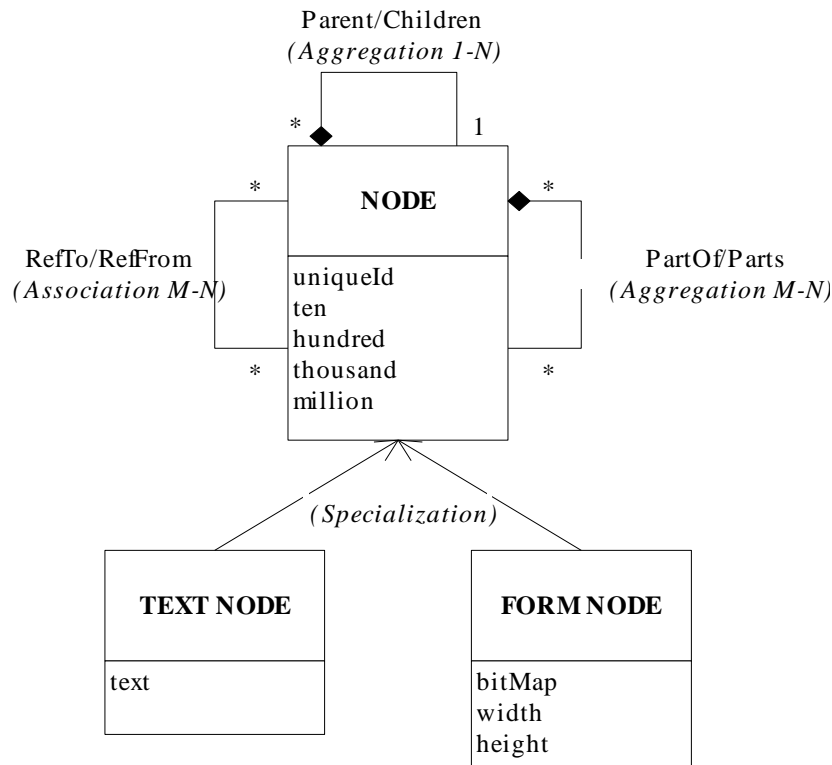 Parent/Children
(Aggregation 1-N)
* 1
* NODE *
RefTo/RefFrom
(Association M-N)
PartOf/Parts
(Aggregation M-N)
uniqueId
ten
hundred
thousand
million
* *
(Specialization)
TEXT NODE
text
FORM NODE
bitMap
width
height